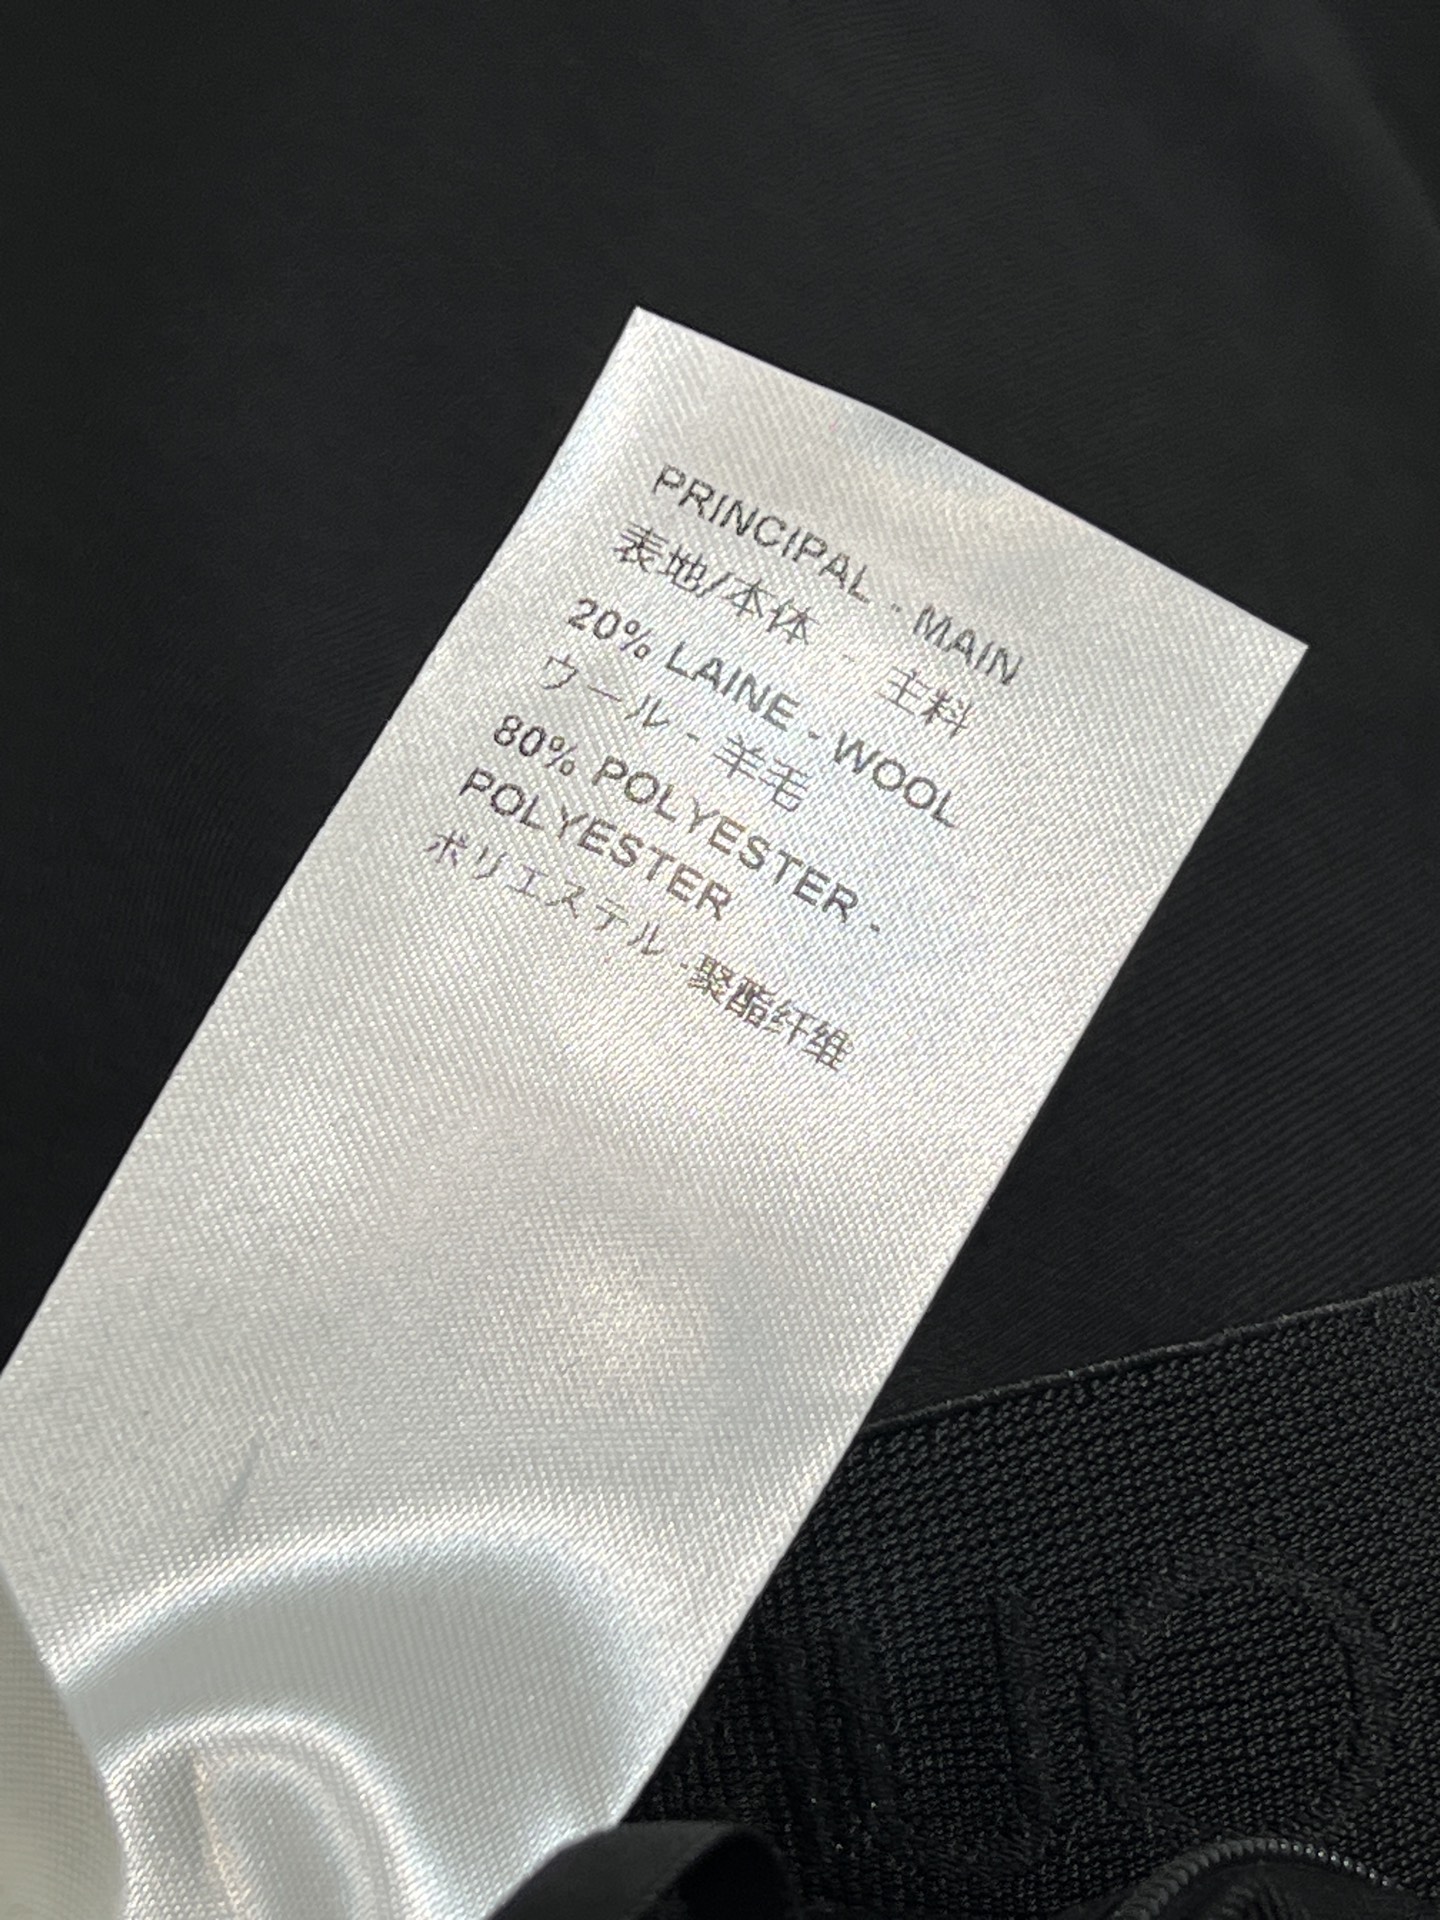 PRINCIPAL - MAIN
表地/本体 - 主料
20% LAINE - WOOL
ウール - 羊毛
80% POLYESTER -
POLYESTER
ポリエステル -聚酯纤维